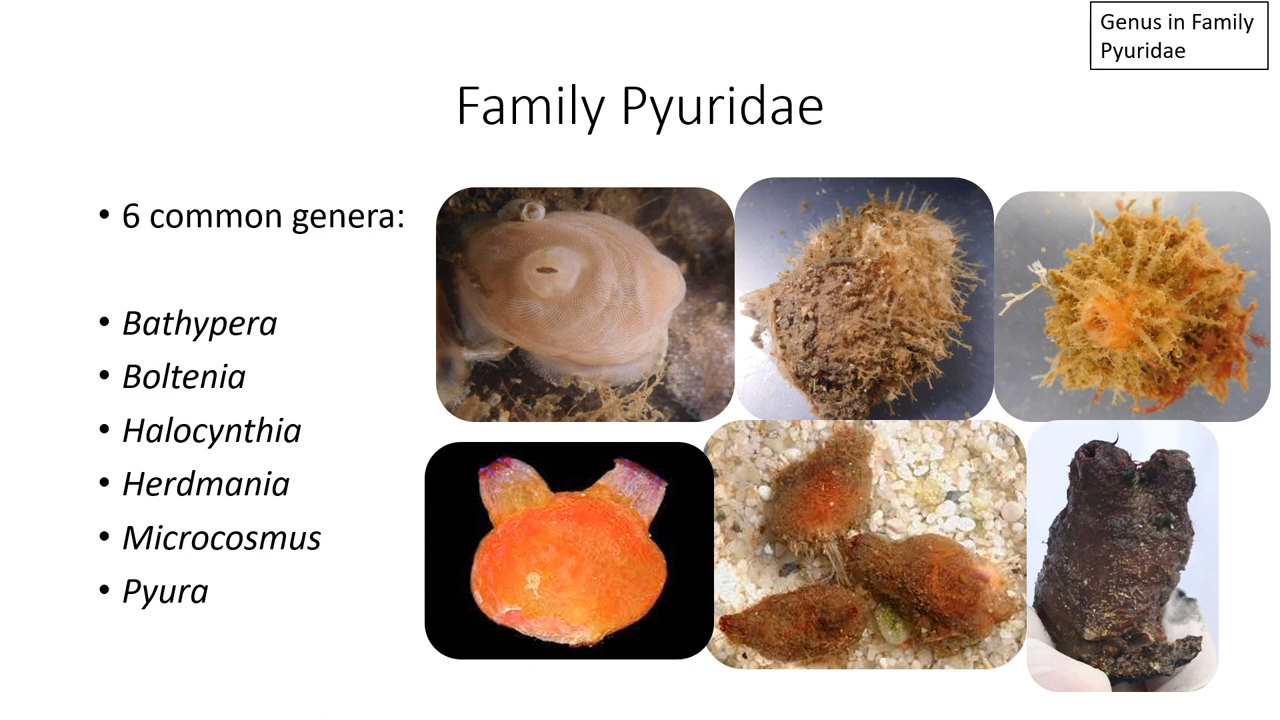 Genus in Family
Pyuridae
Family Pyuridae
• 6 common genera:
• Bathypera
• Boltenia
• Halocynthia
• Herdmania
• Microcosmus
• Pyura